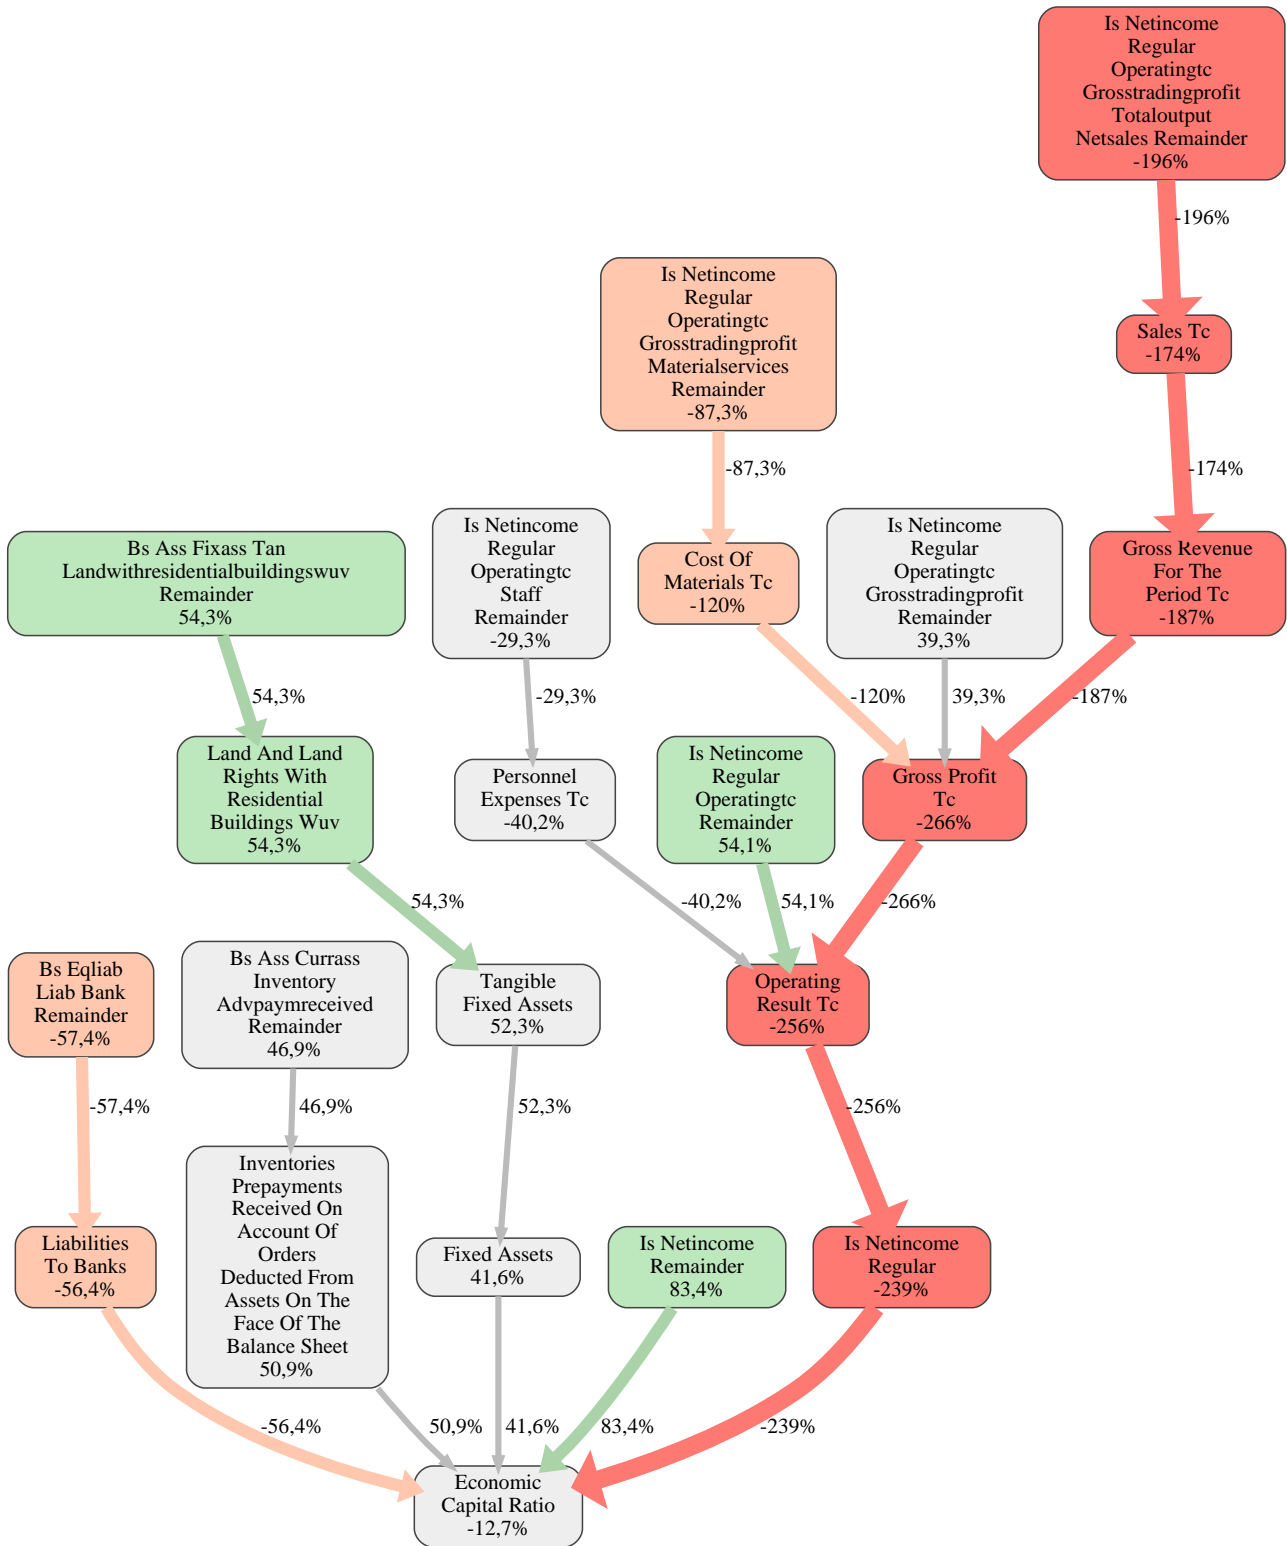 Is Netincome
Regular
Operatingtc
Grosstradingprofit
Totaloutput
Netsales Remainder
-196%
-196%
Is Netincome
Regular
Operatingtc
Grosstradingprofit
Materialservices
Remainder
-87,3%
Sales Tc
-174%
-87,3%
-174%
Bs Ass Fixass Tan
Landwithresidentialbuildingswuv
Remainder
54,3%
Is Netincome
Regular
Operatingtc
Staff
Remainder
-29,3%
Cost Of
Materials Tc
-120%
Is Netincome
Regular
Operatingtc
Grosstradingprofit
Remainder
39,3%
Gross Revenue
For The
Period Tc
-187%
54,3%
-29,3%
-120%
39,3%
-187%
Land And Land
Rights With
Residential
Buildings Wuv
54,3%
Personnel
Expenses Tc
-40,2%
Is Netincome
Regular
Operatingtc
Remainder
54,1%
Gross Profit
Tc
-266%
54,3%
-40,2%
54,1%
-266%
Bs Eqliab
Liab Bank
Remainder
-57,4%
Bs Ass Currass
Inventory
Advpaymreceived
Remainder
46,9%
Tangible
Fixed Assets
52,3%
Operating
Result Tc
-256%
-57,4%
46,9%
52,3%
-256%
Liabilities
To Banks
-56,4%
Inventories
Prepayments
Received On
Account Of
Orders
Deducted From
Assets On The
Face Of The
Balance Sheet
50,9%
Fixed Assets
41,6%
Is Netincome
Remainder
83,4%
Is Netincome
Regular
-239%
-56,4%
50,9%
41,6%
83,4%
-239%
Economic
Capital Ratio
-12,7%